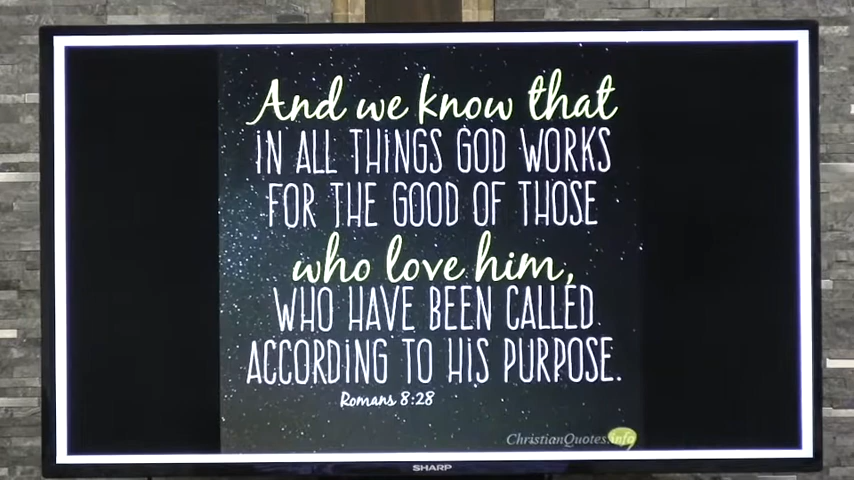 And we know that
IN ALL THINGS GOD WORKS
FOR THE GOOD OF THOSE
who love him,
WHO HAVE BEEN CALLED
ACCORDING TO HIS PURPOSE.
Romans 8:28
ChristianQuotes.info
SHARP